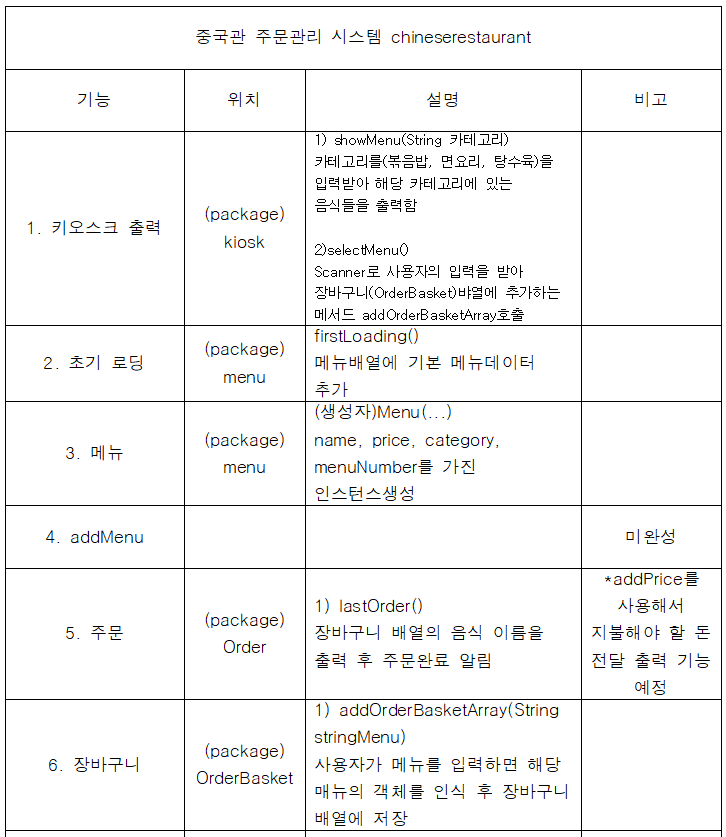 중국관 주문관리 시스템 chineserestaurant
기능
위치
설명
비고
1. 키오스크 출력
(package)
kiosk
1) showMenu(String 카테고리)
카테고리를(볶음밥, 면요리, 탕수육)을
입력받아 해당 카테고리에 있는
음식들을 출력함
2)selectMenu()
Scanner로 사용자의 입력을 받아
장바구니(OrderBasket)뱌열에 추가하는
메서드 addOrderBasketArray호출
2. 초기 로딩
(package)
menu
firstLoading()
메뉴배열에 기본 메뉴데이터
추가
3. 메뉴
(package)
menu
(생성자)Menu(...)
name, price, category,
menuNumber를 가진
인스턴스생성
4. addMenu
미완성
5. 주문
(package)
Order
1) lastOrder()
장바구니 배열의 음식 이름을
출력 후 주문완료 알림
*addPrice를
사용해서
지불해야 할 돈
전달 출력 기능
예정
6. 장바구니
(package)
OrderBasket
1) addOrderBasketArray(String
stringMenu)
사용자가 메뉴를 입력하면 해당
매뉴의 객체를 인식 후 장바구니
배열에 저장